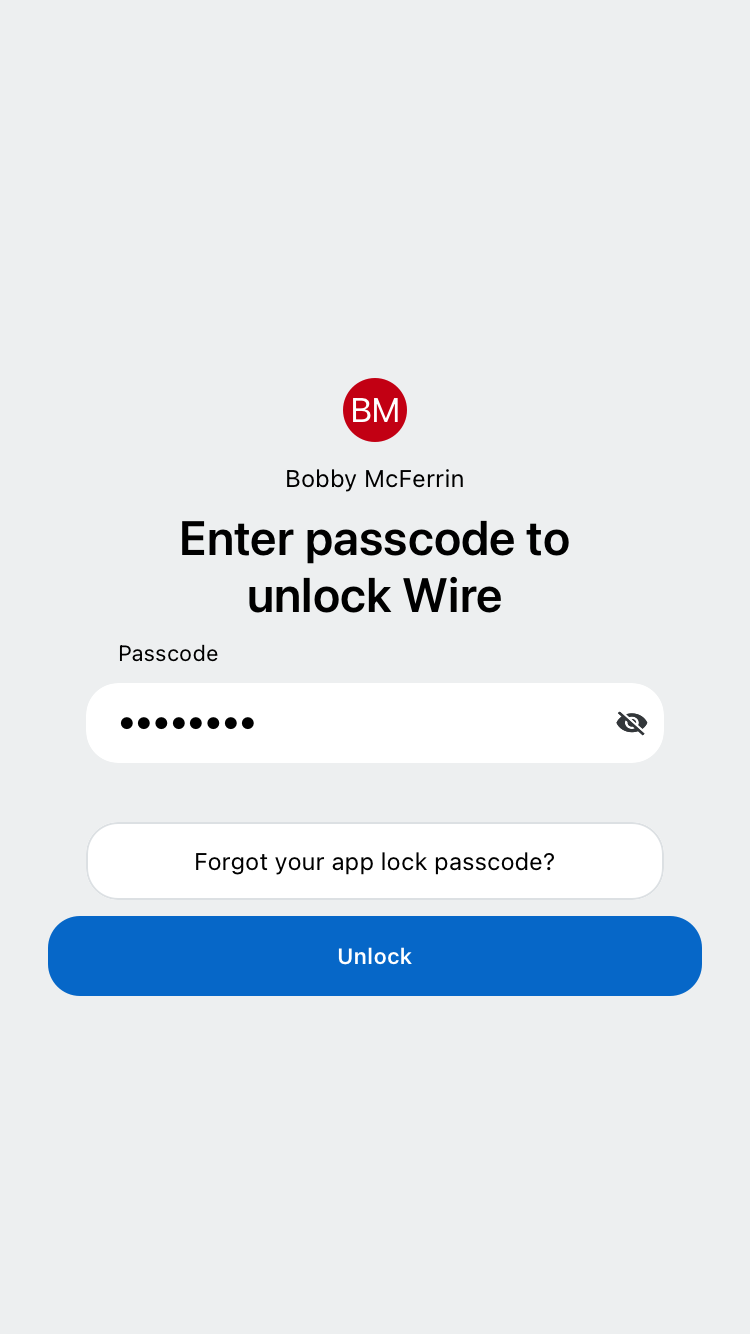 BM
Bobby McFerrin
Enter passcode to
unlock Wire
Passcode
••••••••
Forgot your app lock passcode?
Unlock